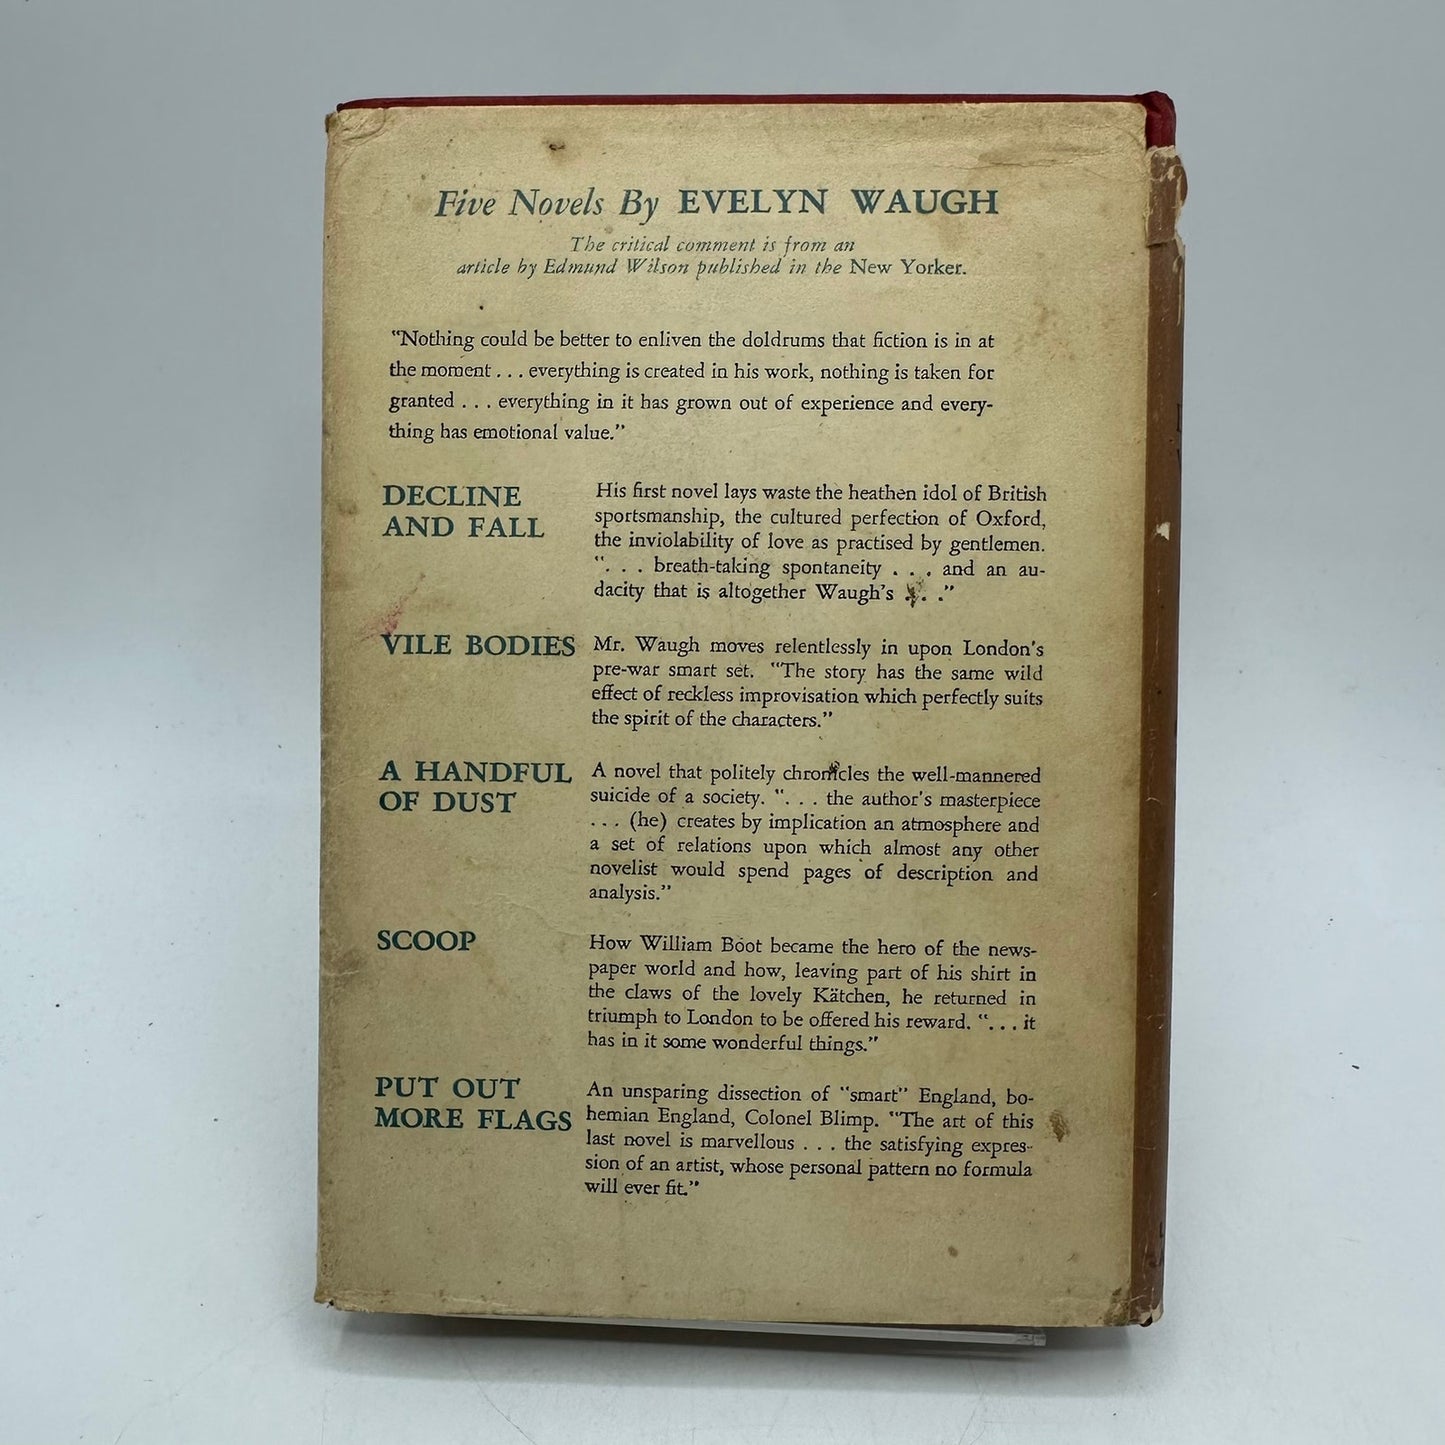 Five Novels By EVELYN WAUGH
The critical comment is from an
article by Edmund Wilson published in the New Yorker.
"Nothing could be better to enliven the doldrums that fiction is in at
the moment . . . everything is created in his work, nothing is taken for
granted . . . everything in it has grown out of experience and every-
thing has emotional value."
DECLINE
AND FALL
His first novel lays waste the heathen idol of British
sportsmanship, the cultured perfection of Oxford,
the inviolability of love as practised by gentlemen.
". . . breath-taking spontaneity . . . and an au-
dacity that is altogether Waugh's . . ."
VILE BODIES
Mr. Waugh moves relentlessly in upon London's
pre-war smart set. "The story has the same wild
effect of reckless improvisation which perfectly suits
the spirit of the characters."
A HANDFUL
OF DUST
A novel that politely chronicles the well-mannered
suicide of a society. ". . . the author's masterpiece
. . . (he) creates by implication an atmosphere and
a set of relations upon which almost any other
novelist would spend pages of description and
analysis."
SCOOP
How William Boot became the hero of the news-
paper world and how, leaving part of his shirt in
the claws of the lovely Kätchen, he returned in
triumph to London to be offered his reward. ". . . it
has in it some wonderful things."
PUT OUT
MORE FLAGS
An unsparing dissection of "smart" England, bo-
hemian England, Colonel Blimp. "The art of this
last novel is marvellous . . . the satisfying expres-
sion of an artist, whose personal pattern no formula
will ever fit."